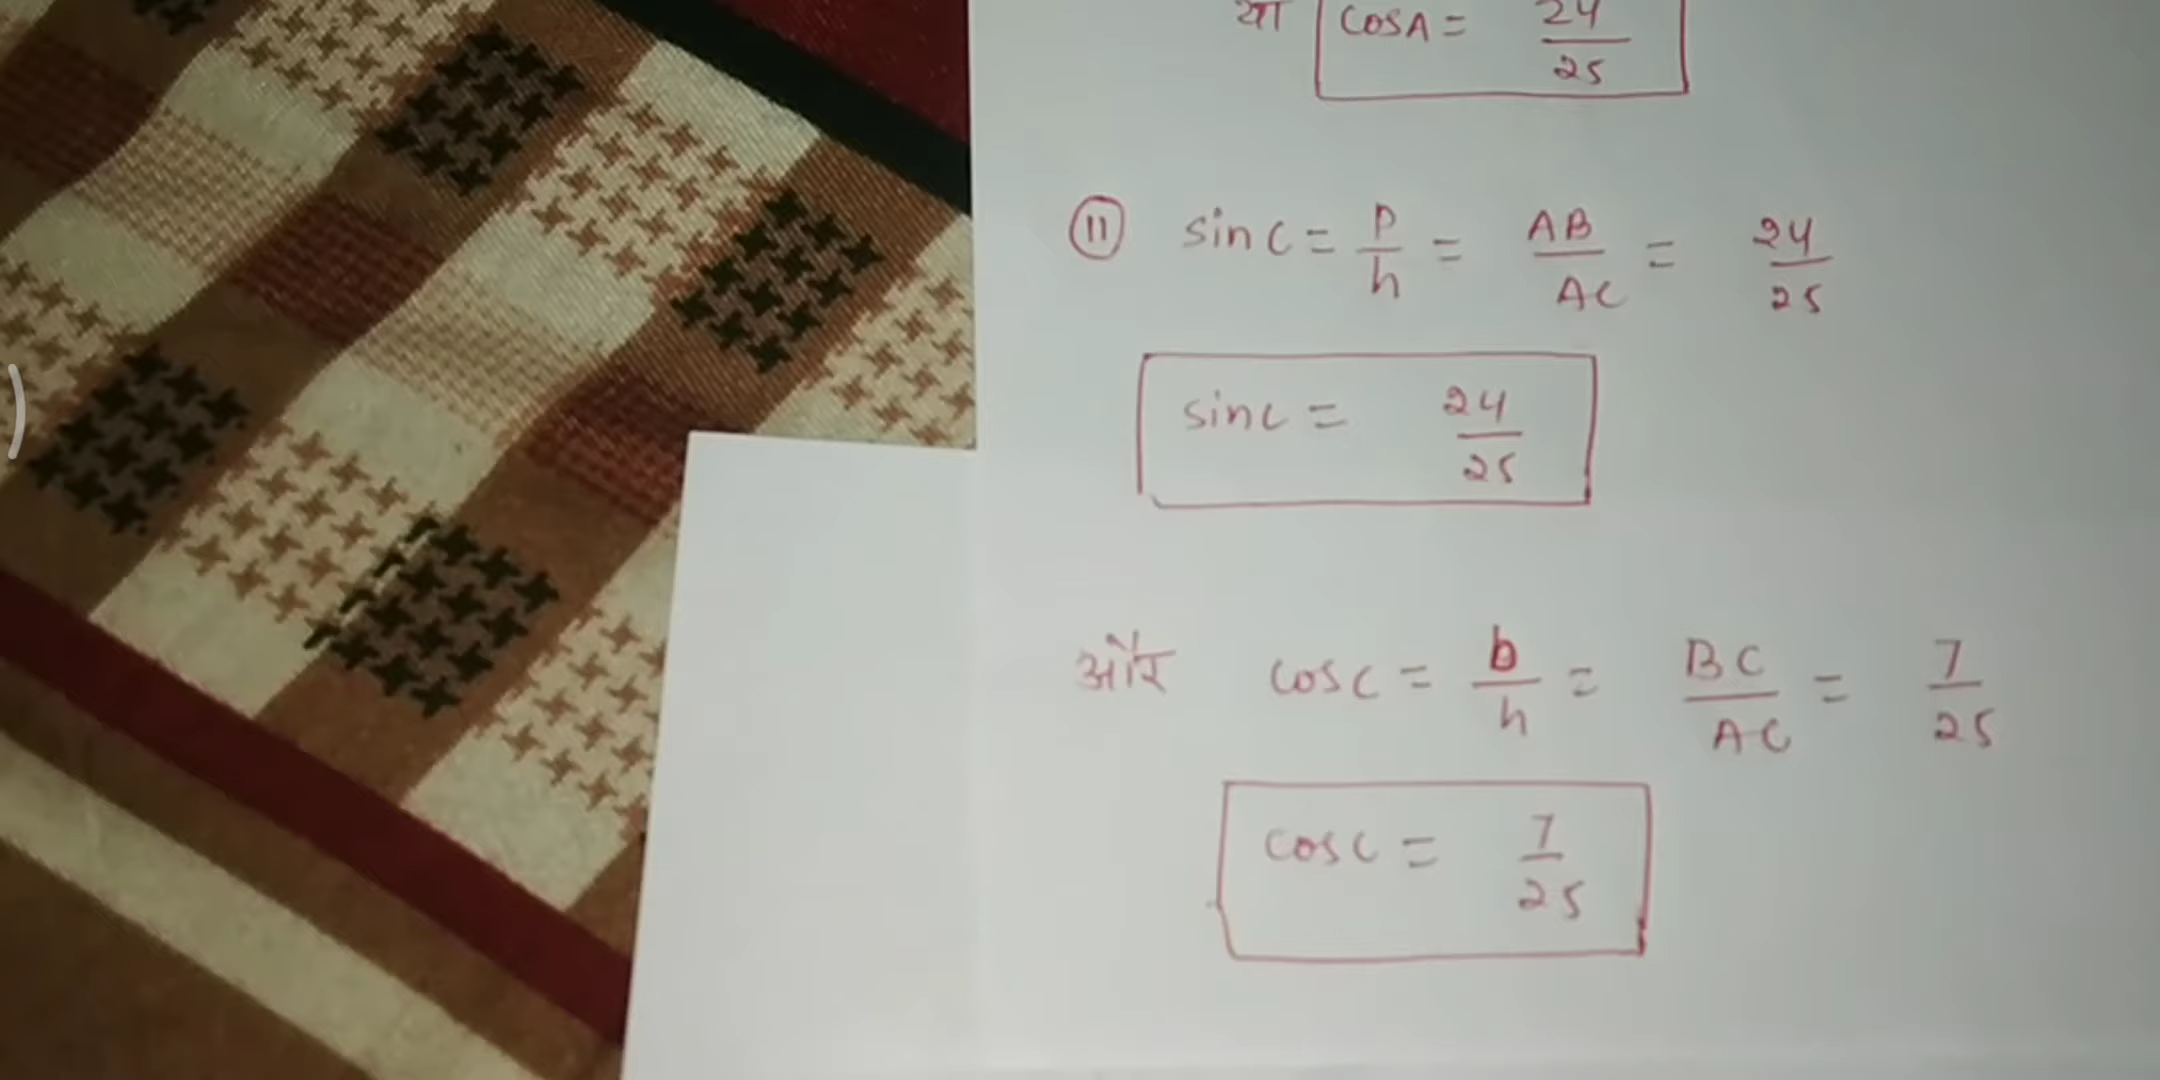 या cosA = 24/25
(11) sinc = P/h = AB/AC = 24/25
sinc = 24/25
और cosc = b/h = BC/AC = 7/25
cosc = 7/25